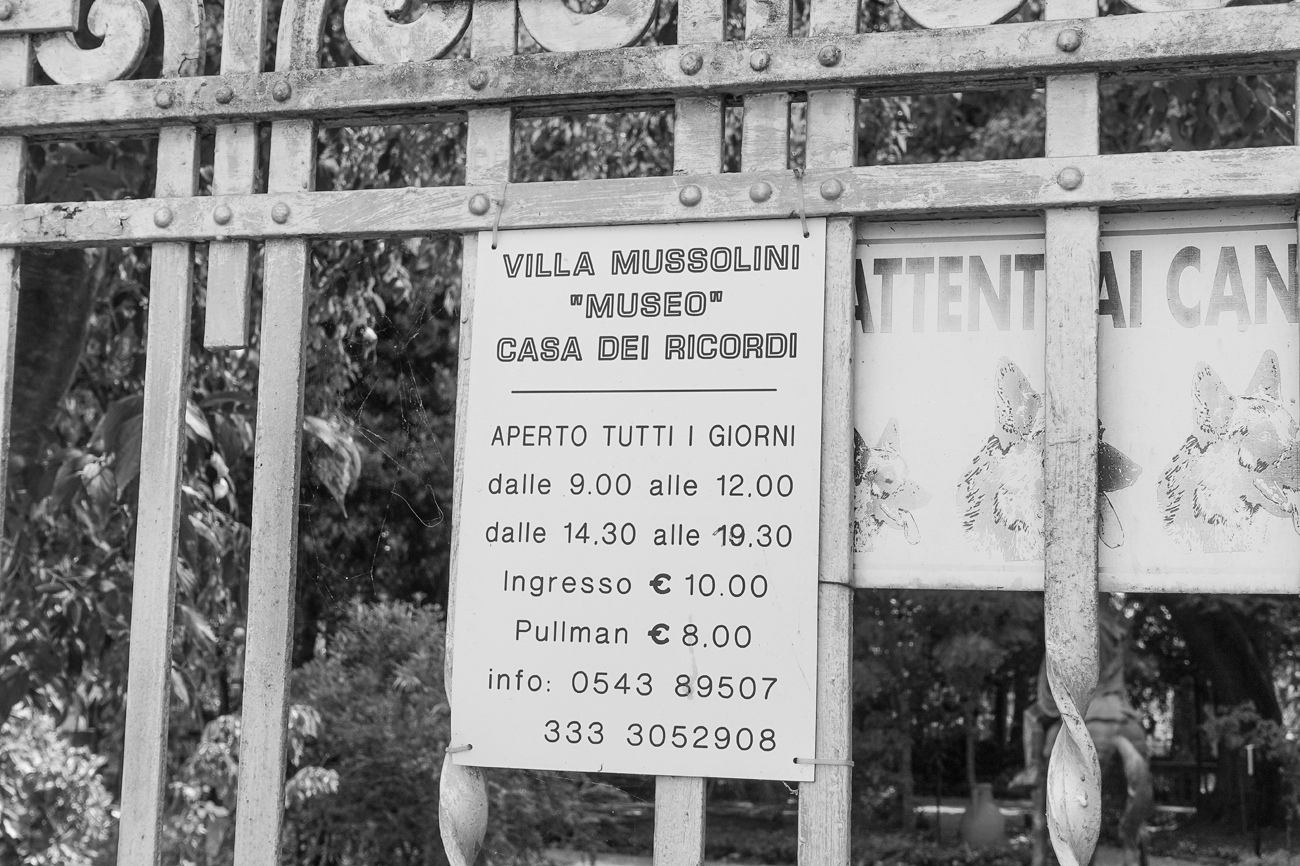 VILLA MUSSOLINI
"MUSEO"
CASA DEI RICORDI
APERTO TUTTI I GIORNI
dalle 9.00 alle 12.00
dalle 14.30 alle 19.30
Ingresso € 10.00
Pullman € 8.00
info: 0543 89507
333 3052908
ATTENT AI CAN